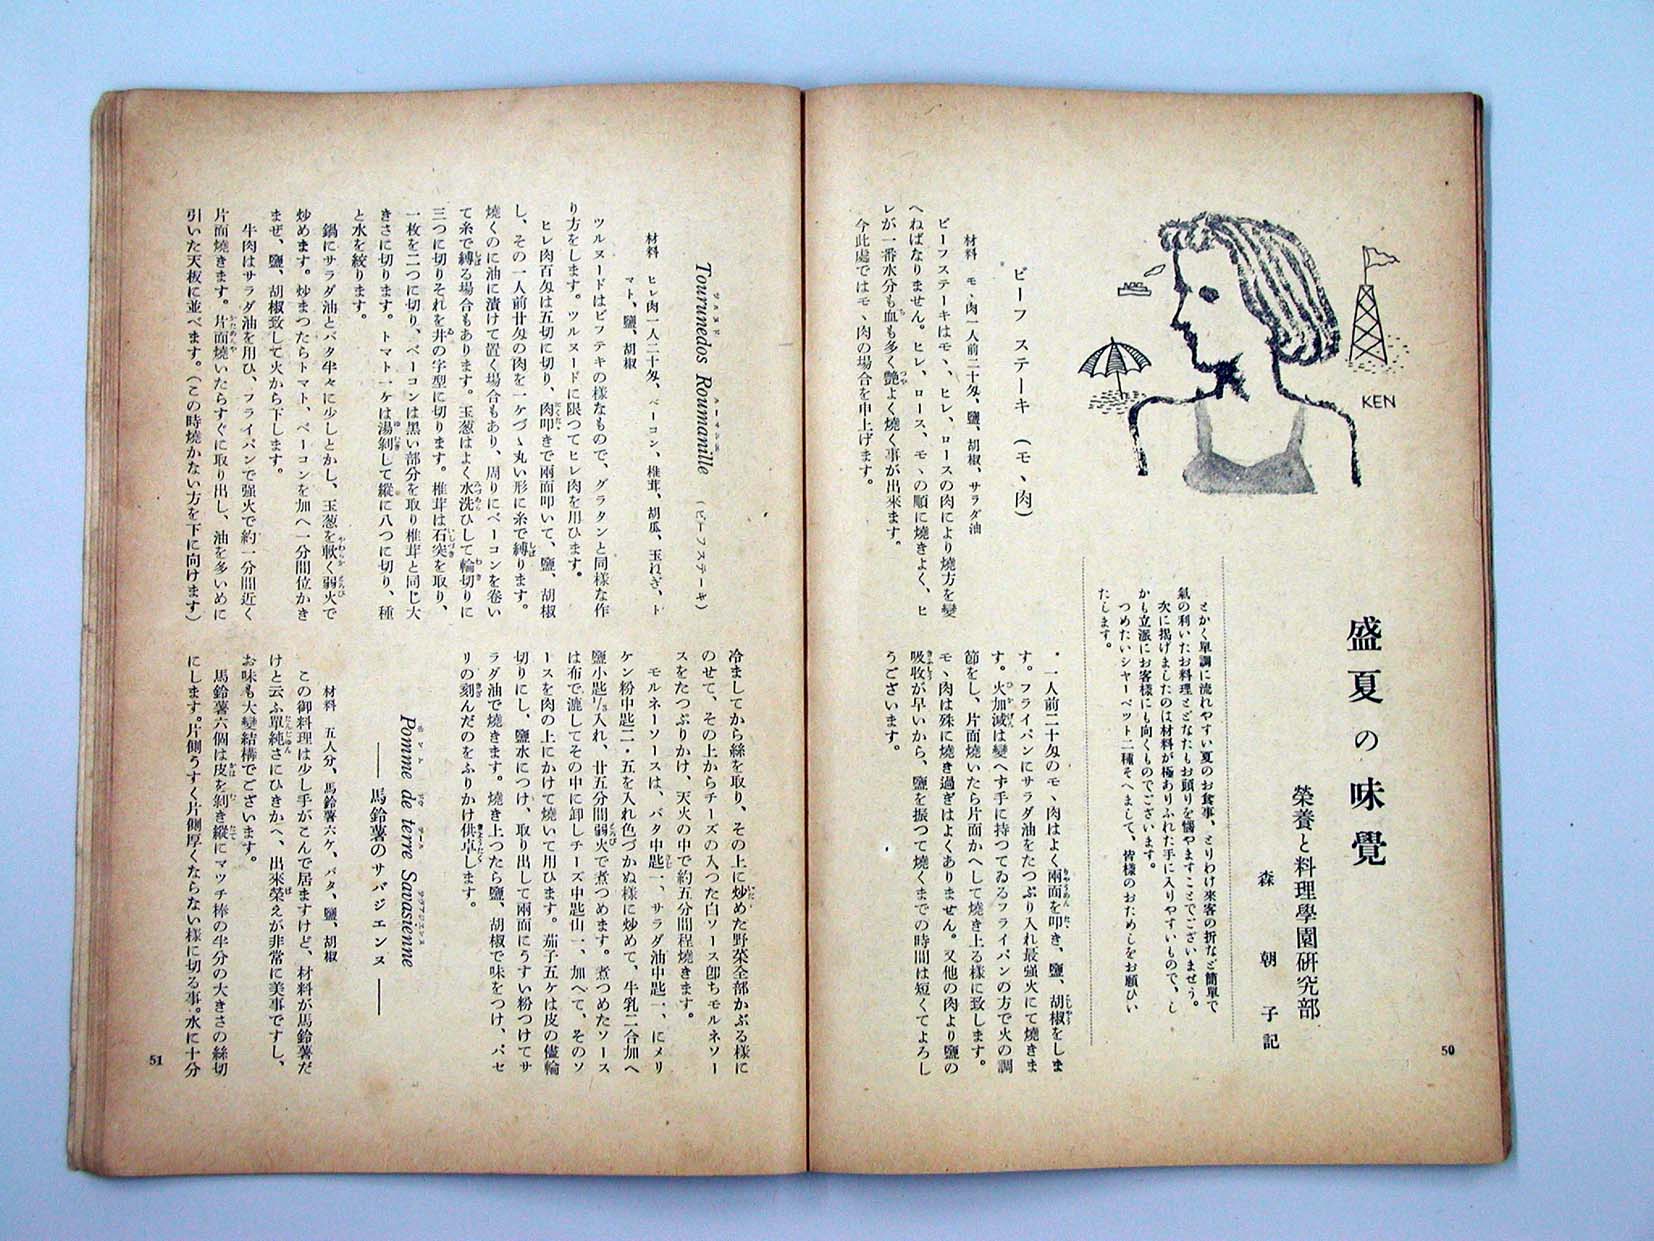 盛夏の味覺
榮養と料理學園硏究部
森朝子記
とかく單調に流れやすい夏のお食事、とりわけ來客の折など簡單で
氣の利いたお料理をとどなたもお頭りを惱やますことでございませう。
次に揭げましたのは材料が極ありふれた手に入りやすいもので、し
かも立派にお客樣にも向くものでございます。
つめたいシャーベット二種そへまして、皆樣のおためしをお願ひい
たします。
KEN
ビーフステーキ（モヽ肉）
材料　モヽ肉一人前二十匁、鹽、胡椒、サラダ油
ビーフステーキはモヽ、ヒレ、ロースの肉により燒方を變
へねばなりません。ヒレ、ロース、モヽの順に燒きよく、ヒ
レが一番水分も血も多く艷よく燒く事が出來ます。
今此處ではモヽ肉の場合を申上げます。
・一人前二十匁のモヽ肉はよく兩面を叩き、鹽、胡椒をしま
す。フライパンにサラダ油をたつぷり入れ最强火にて燒きま
す。火加減は變へず手に持つてゐるフライパンの方で火の調
節をし、片面燒いたら片面かへして燒き上る樣に致します。
モヽ肉は殊に燒き過ぎはよくありません。又他の肉より鹽の
吸收が早いから、鹽を振つて燒くまでの時間は短くてよろし
うございます。
50
Tourunedos Roumanille（ビーフステーキ）
材料　ヒレ肉一人二十匁、ベーコン、椎茸、胡瓜、玉ねぎ、ト
マト、鹽、胡椒
ツルヌードはビフテキの樣なもので、グラタンと同樣な作
り方をします。ツルヌードに限つてヒレ肉を用ひます。
ヒレ肉百匁は五切に切り、肉叩きで兩面叩いて、鹽、胡椒
し、その一人前廿匁の肉を一ケづゝ丸い形に糸で縛ります。
燒くのに油に漬けて置く場合もあり、周りにベーコンを卷い
て糸で縛る場合もあります。玉葱はよく水洗ひして輪切りに
三つに切りそれを井の字型に切ります。椎茸は石突を取り、
一枚を二つに切り、ベーコンは黑い部分を取り椎茸と同じ大
きさに切ります。トマト一ケは湯剝して縱に八つに切り、種
と水を絞ります。
鍋にサラダ油とバタ半々に少しとかし、玉葱を軟く弱火で
炒めます。炒まつたらトマト、ベーコンを加へ一分間位かき
まぜ、鹽、胡椒致して火から下します。
牛肉はサラダ油を用ひ、フライパンで强火で約一分間近く
片面燒きます。片面燒いたらすぐに取り出し、油を多いめに
引いた天板に並べます。（この時燒かない方を下に向けます）
冷ましてから絲を取り、その上に炒めた野菜全部かぶる樣に
のせて、その上からチーズの入つた白ソース卽ちモルネソー
スをたつぷりかけ、天火の中で約五分間程燒きます。
モルネーソースは、バタ中匙一、サラダ油中匙一、にメリ
ケン粉中匙二・五を入れ色づかぬ樣に炒めて、牛乳二合加へ
鹽小匙1/3入れ、廿五分間弱火で煮つめます。煮つめたソース
は布で漉してその中に卸しチーズ中匙山一、加へて、そのソ
ースを肉の上にかけて燒いて用ひます。茄子五ケは皮の儘輪
切りにし、鹽水につけ、取り出して兩面にうすい粉つけてサ
ラダ油で燒きます。燒き上つたら鹽、胡椒で味をつけ、パセ
リの刻んだのをふりかけ供卓します。
Pomme de terre Savasienne
──馬鈴薯のサバジエンヌ──
材料　五人分、馬鈴薯六ケ、バタ、鹽、胡椒
この御料理は少し手がこんで居ますけど、材料が馬鈴薯だ
けと云ふ單純さにひきかへ、出來榮えが非常に美事ですし、
お味も大變結構でございます。
馬鈴薯六個は皮を剝き縱にマッチ棒の半分の大きさの絲切
にします。片側うすく片側厚くならない樣に切る事。水に十分
51